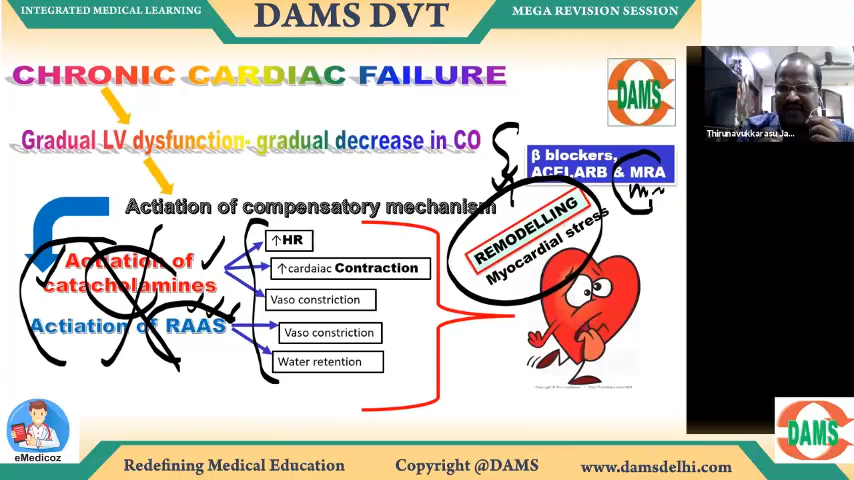 INTEGRATED MEDICAL LEARNING
DAMS DVT
MEGA REVISION SESSION
CHRONIC CARDIAC FAILURE
DAMS
Thirunavukkarasu Ja...
Gradual LV dysfunction- gradual decrease in CO
β blockers,
ACEI,ARB & MRA
Actiation of compensatory mechanism
REMODELLING
Myocardial stress
Actiation of
catacholamines
Actiation of RAAS
↑HR
↑cardaiac Contraction
Vaso constriction
Vaso constriction
Water retention
eMedicoz
DAMS
Redefining Medical Education
Copyright @DAMS
www.damsdelhi.com